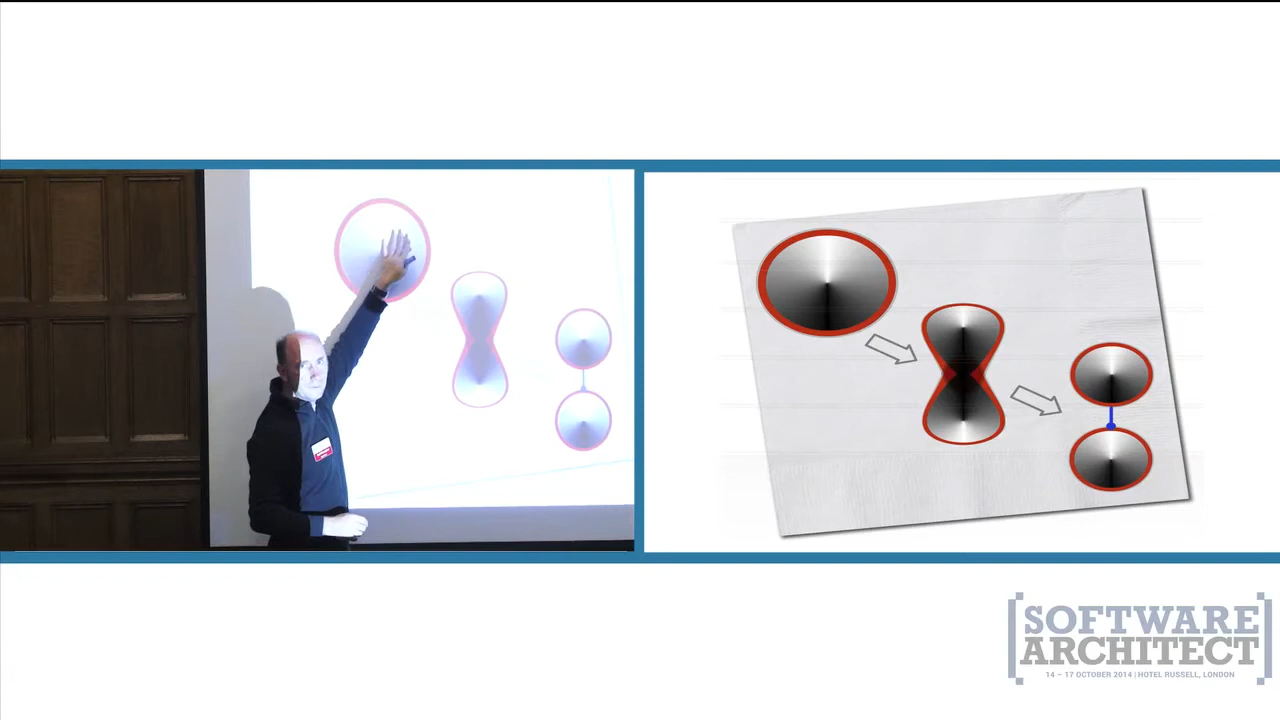 SOFTWARE
ARCHITECT
14 – 17 OCTOBER 2014 | HOTEL RUSSELL, LONDON